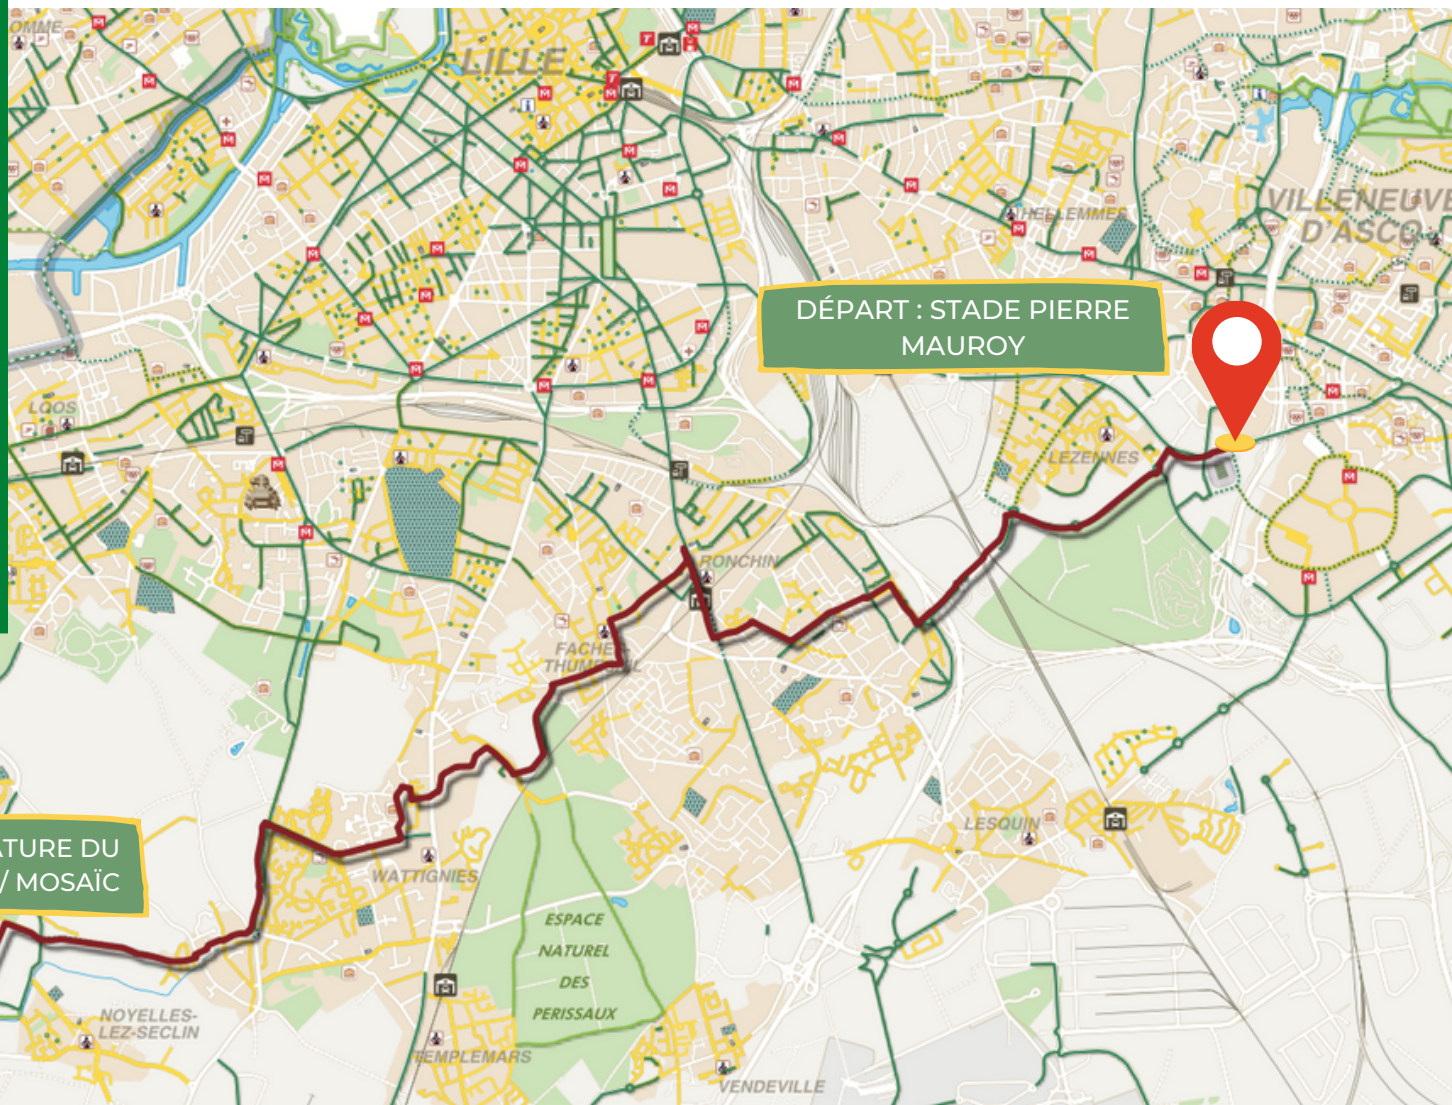 OMME
LILLE
HELLEMMES
VILLENEUVE
D'ASCQ
DÉPART : STADE PIERRE
MAUROY
LOOS
LEZENNES
RONCHIN
FACHES-
THUMESNIL
LESQUIN
ATURE DU
/ MOSAÏC
WATTIGNIES
ESPACE
NATUREL
DES
PERISSAUX
NOYELLES-
LEZ-SECLIN
TEMPLEMARS
VENDEVILLE